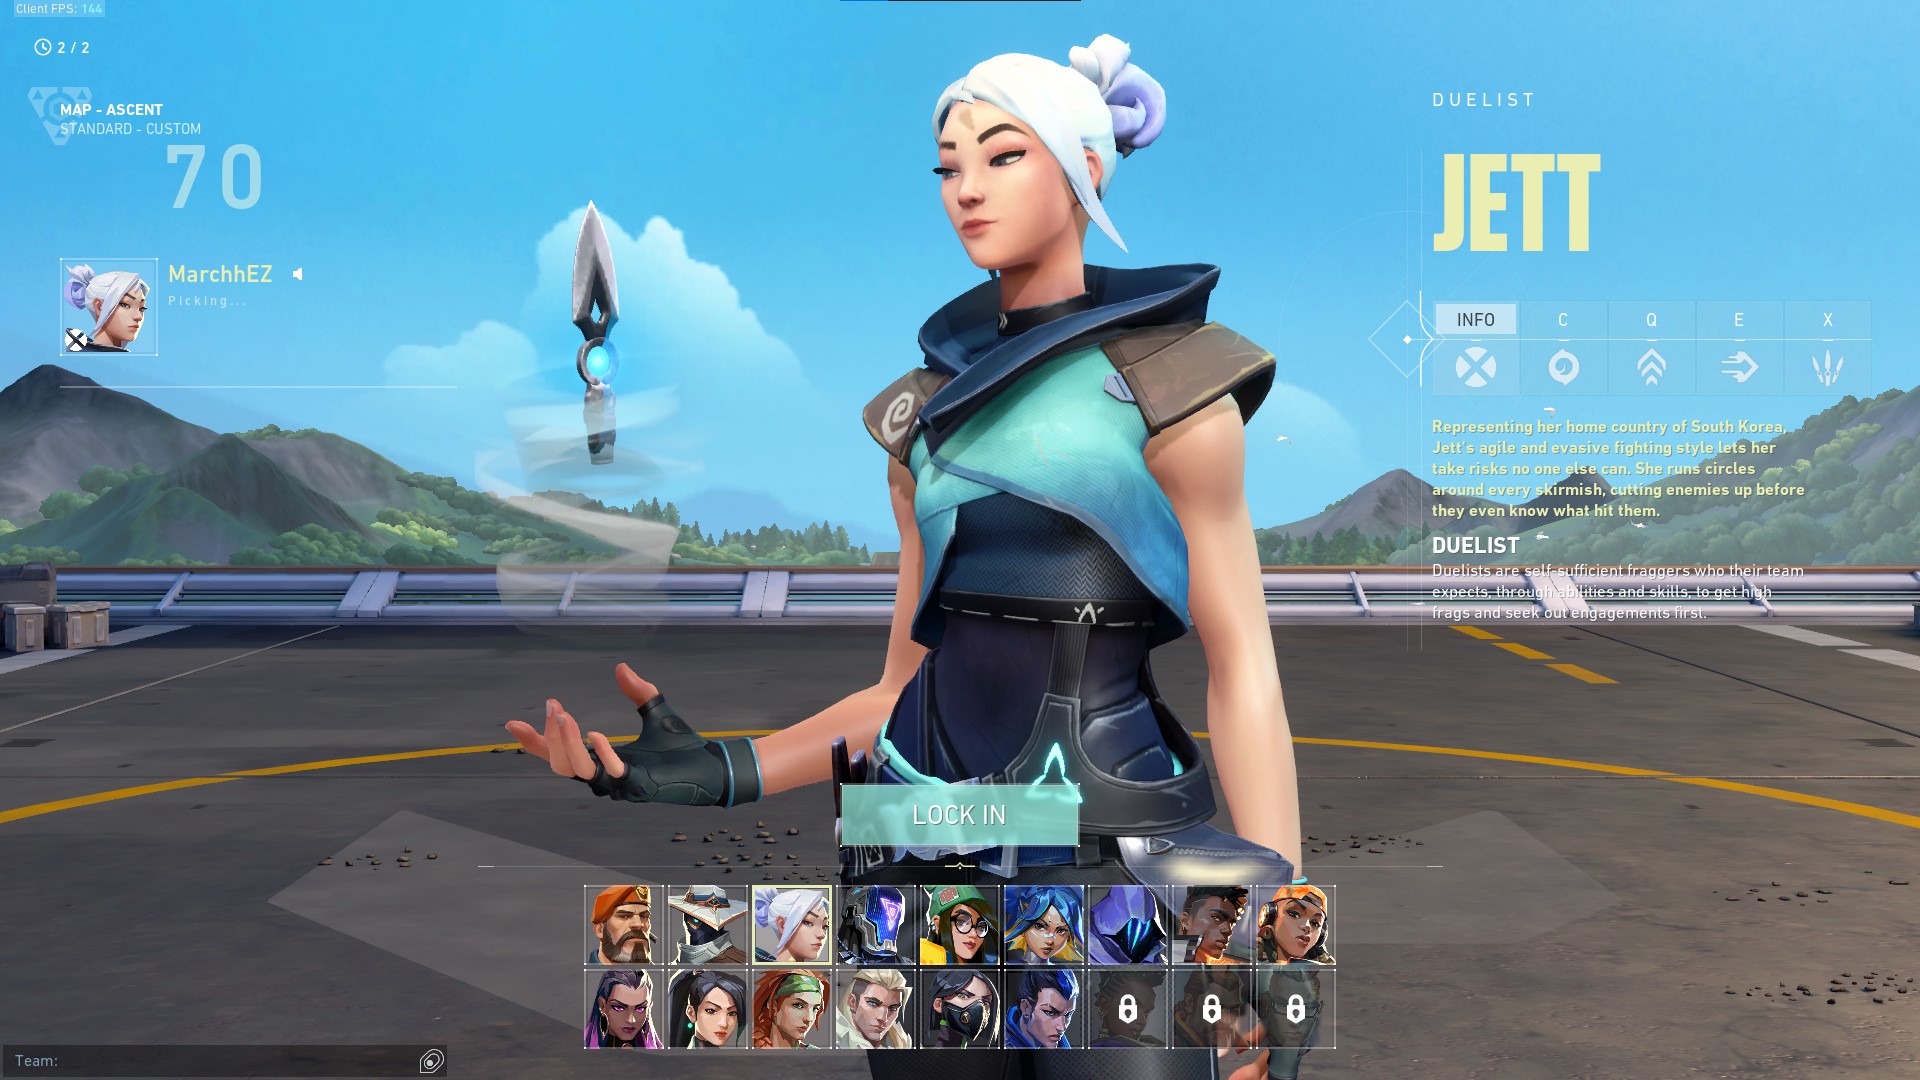 Client FPS: 144
2 / 2
MAP - ASCENT
STANDARD - CUSTOM
70
MarchhEZ
Picking...
DUELIST
JETT
INFO C Q E X
Representing her home country of South Korea,
Jett's agile and evasive fighting style lets her
take risks no one else can. She runs circles
around every skirmish, cutting enemies up before
they even know what hit them.
DUELIST
Duelists are self-sufficient fraggers who their team
expects, through abilities and skills, to get high
frags and seek out engagements first.
LOCK IN
Team: